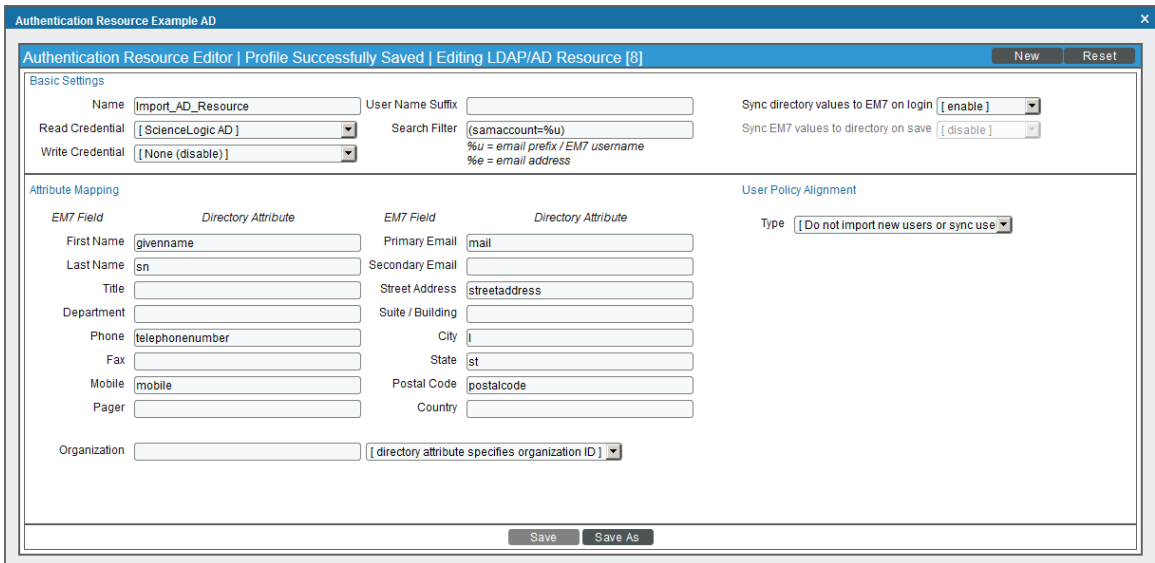 Authentication Resource Example AD
x
Authentication Resource Editor | Profile Successfully Saved | Editing LDAP/AD Resource [8]
New
Reset
Basic Settings
Name Import_AD_Resource User Name Suffix Sync directory values to EM7 on login [ enable ]
Read Credential [ ScienceLogic AD ] Search Filter (samaccount=%u) Sync EM7 values to directory on save [ disable ]
Write Credential [ None (disable) ] %u = email prefix / EM7 username
%e = email address
Attribute Mapping User Policy Alignment
EM7 Field Directory Attribute EM7 Field Directory Attribute Type [ Do not import new users or sync use
First Name givenname Primary Email mail
Last Name sn Secondary Email
Title Street Address streetaddress
Department Suite / Building
Phone telephonenumber City l
Fax State st
Mobile mobile Postal Code postalcode
Pager Country
Organization [ directory attribute specifies organization ID ]
Save Save As